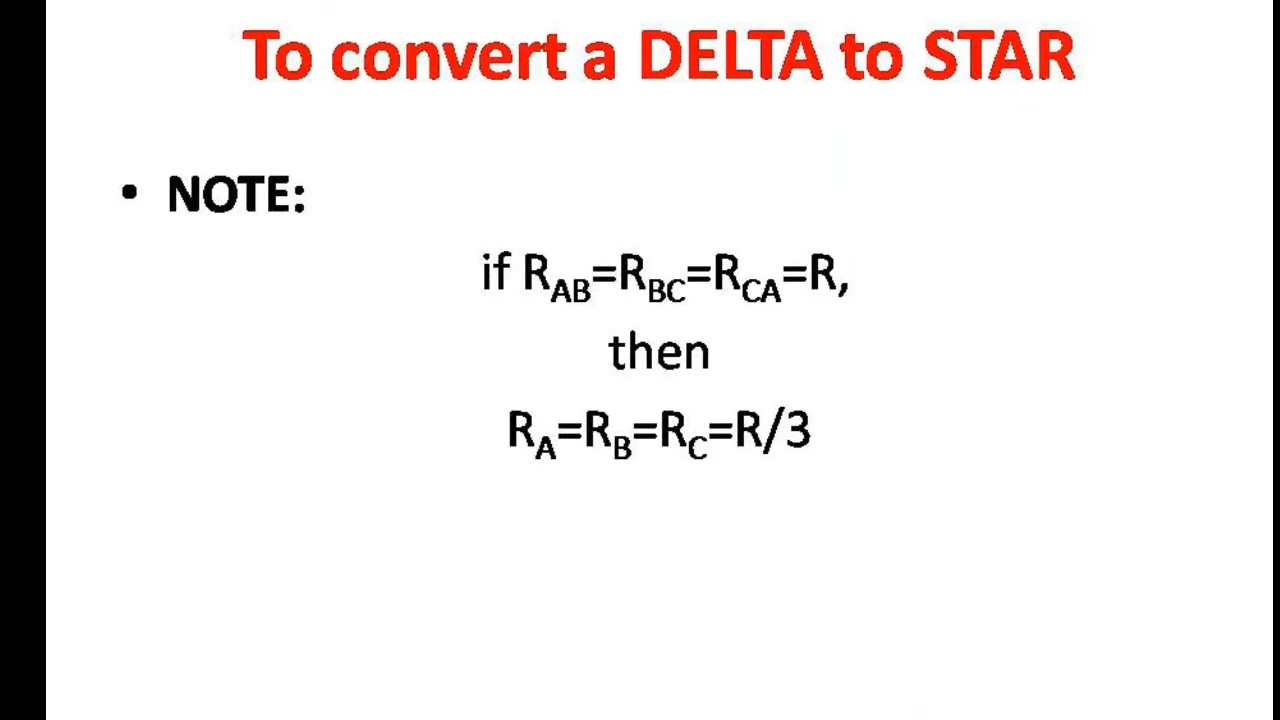 To convert a DELTA to STAR
• NOTE:
if R_AB=R_BC=R_CA=R,
then
R_A=R_B=R_C=R/3